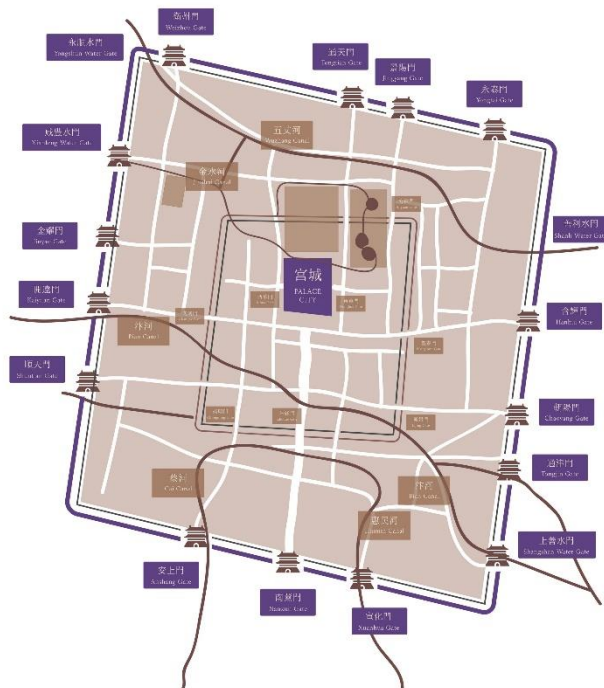 衛州門
Weizhou Gate
永順水門
Yongshun Water Gate
通天門
Tongtian Gate
景陽門
Jingyang Gate
永泰門
Yongtai Gate
咸豐水門
Xianfeng Water Gate
五丈河
Wuzhang Canal
金水河
Jinshui Canal
善利水門
Shanli Water Gate
金耀門
Jinyao Gate
宮城
PALACE
CITY
開遠門
Kaiyuan Gate
汴河
Bian Canal
含輝門
Hanhui Gate
順天門
Shuntian Gate
朝陽門
Chaoyang Gate
通津門
Tongjin Gate
蔡河
Cai Canal
汴河
Bian Canal
惠民河
Huimin Canal
上善水門
Shangshan Water Gate
安上門
Anshang Gate
南薰門
Nanxun Gate
宣化門
Xuanhua Gate